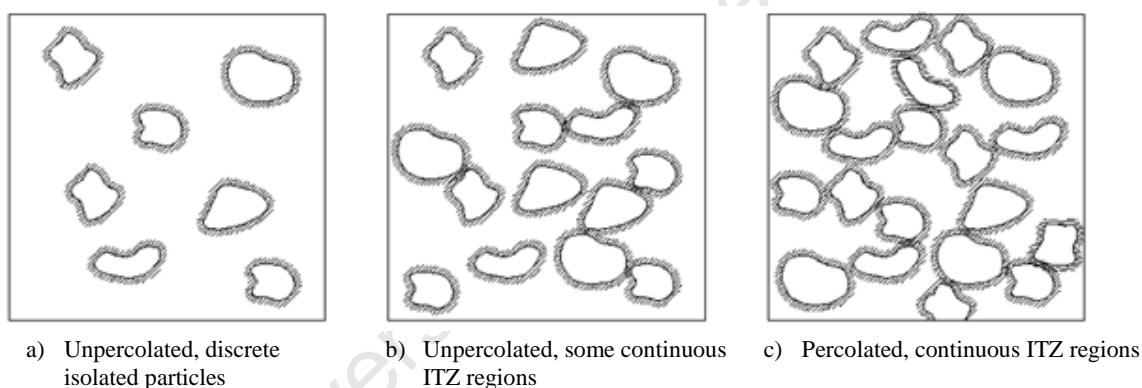 a) Unpercolated, discrete
isolated particles
b) Unpercolated, some continuous
ITZ regions
c) Percolated, continuous ITZ regions